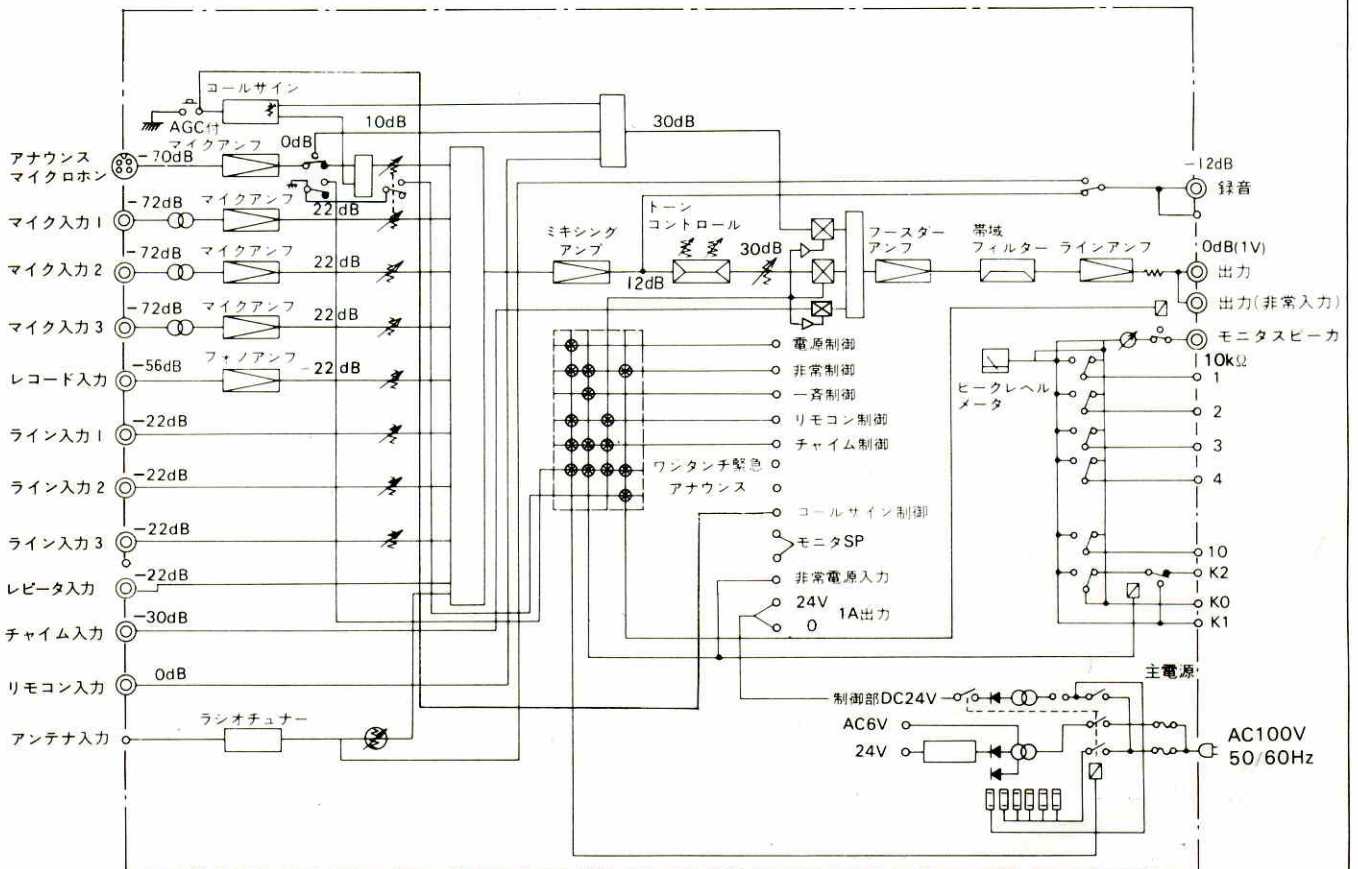 コールサイン
AGC付
マイクアンプ
0dB
10dB
30dB
アナウンス
マイクロホン
-70dB
マイク入力1
-72dB
マイクアンプ
22dB
マイク入力2
-72dB
マイクアンプ
22dB
マイク入力3
-72dB
マイクアンプ
22dB
レコード入力
-56dB
フォノアンプ
-22dB
ライン入力1
-22dB
ライン入力2
-22dB
ライン入力3
-22dB
レピータ入力
-22dB
チャイム入力
-30dB
リモコン入力
0dB
アンテナ入力
ラジオチュナー
ミキシング
アンプ
12dB
トーン
コントロール
30dB
ブースター
アンプ
帯域
フィルター
ラインアンプ
-12dB
録音
0dB(1V)
出力
出力(非常入力)
モニタスピーカ
10kΩ
ピークレベル
メータ
1
2
3
4
10
K2
K0
K1
電源制御
非常制御
一斉制御
リモコン制御
チャイム制御
ワンタンチ緊急
アナウンス
コールサイン制御
モニタSP
非常電源入力
24V
0
1A出力
主電源
制御部DC24V
AC6V
24V
AC100V
50/60Hz